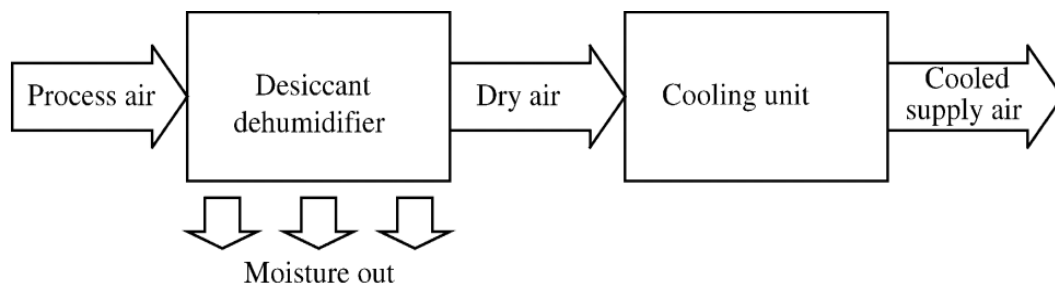 Process air
Desiccant
dehumidifier
Dry air
Cooling unit
Cooled
supply air
Moisture out